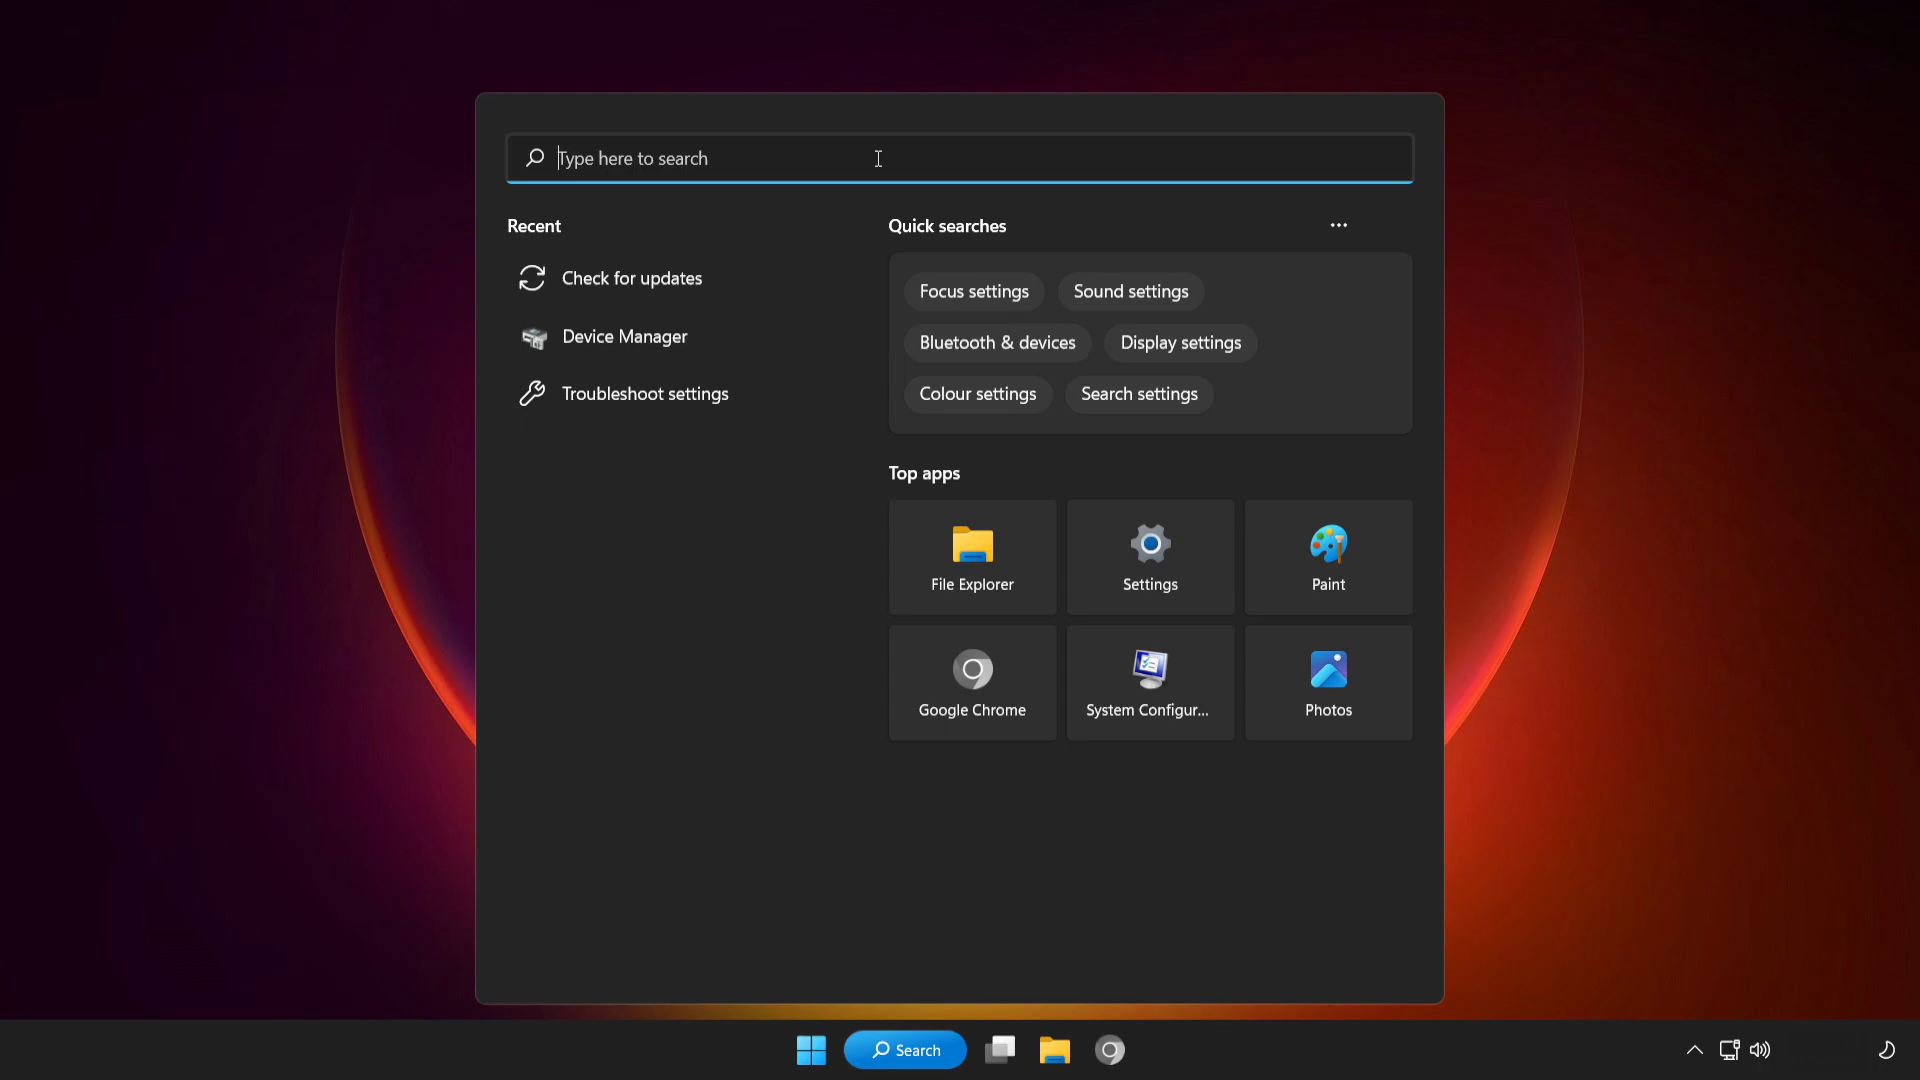 Type here to search
Recent
Quick searches
Check for updates
Device Manager
Troubleshoot settings
Focus settings
Sound settings
Bluetooth & devices
Display settings
Colour settings
Search settings
Top apps
File Explorer
Settings
Paint
Google Chrome
System Configur...
Photos
Search